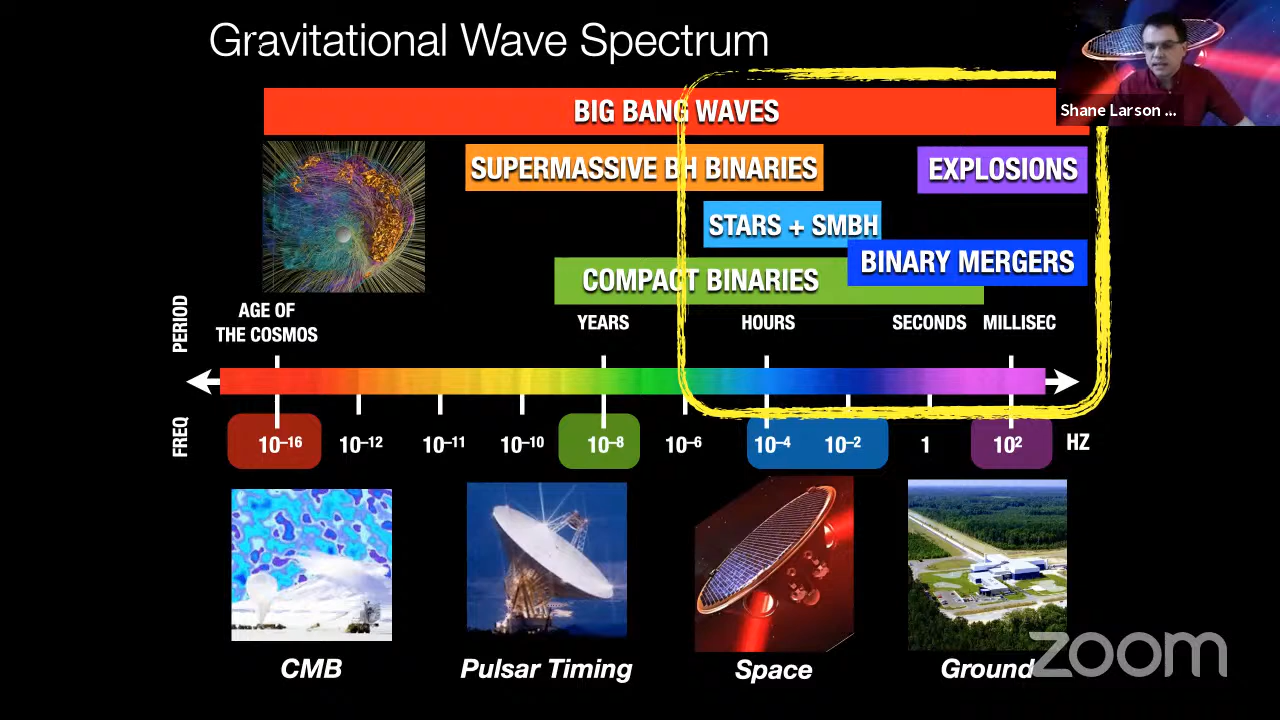 Gravitational Wave Spectrum
Shane Larson ...
BIG BANG WAVES
SUPERMASSIVE BH BINARIES
EXPLOSIONS
STARS + SMBH
BINARY MERGERS
COMPACT BINARIES
PERIOD
AGE OF
THE COSMOS
YEARS
HOURS
SECONDS
MILLISEC
FREQ
10⁻¹⁶
10⁻¹²
10⁻¹¹
10⁻¹⁰
10⁻⁸
10⁻⁶
10⁻⁴
10⁻²
1
10²
HZ
CMB
Pulsar Timing
Space
Ground
zoom